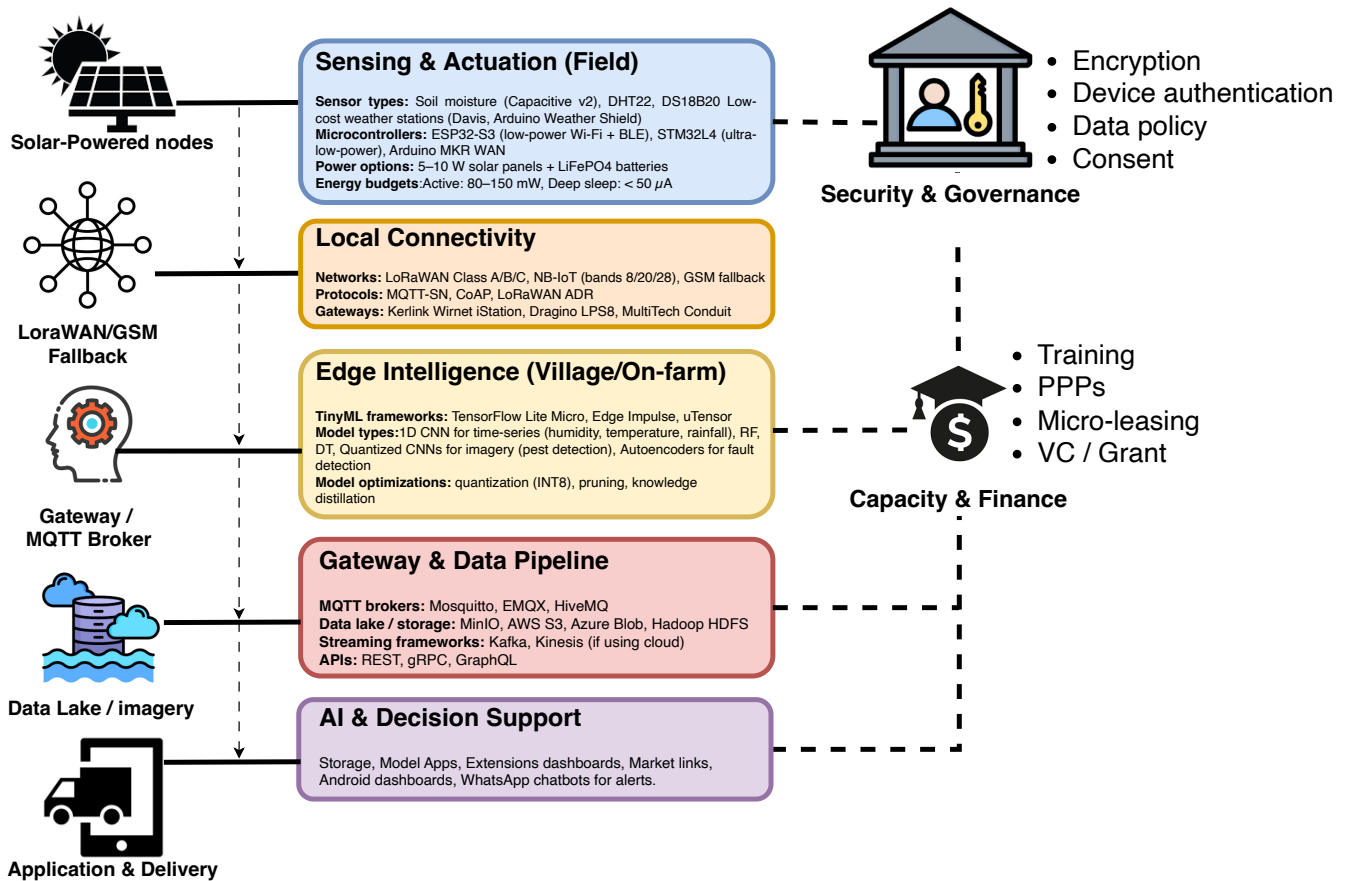 Solar-Powered nodes
LoraWAN/GSM
Fallback
Gateway /
MQTT Broker
Data Lake / imagery
Application & Delivery
Sensing & Actuation (Field)
Sensor types: Soil moisture (Capacitive v2), DHT22, DS18B20 Low-
cost weather stations (Davis, Arduino Weather Shield)
Microcontrollers: ESP32-S3 (low-power Wi-Fi + BLE), STM32L4 (ultra-
low-power), Arduino MKR WAN
Power options: 5–10 W solar panels + LiFePO4 batteries
Energy budgets:Active: 80–150 mW, Deep sleep: < 50 µA
Local Connectivity
Networks: LoRaWAN Class A/B/C, NB-IoT (bands 8/20/28), GSM fallback
Protocols: MQTT-SN, CoAP, LoRaWAN ADR
Gateways: Kerlink Wirnet iStation, Dragino LPS8, MultiTech Conduit
Edge Intelligence (Village/On-farm)
TinyML frameworks: TensorFlow Lite Micro, Edge Impulse, uTensor
Model types:1D CNN for time-series (humidity, temperature, rainfall), RF,
DT, Quantized CNNs for imagery (pest detection), Autoencoders for fault
detection
Model optimizations: quantization (INT8), pruning, knowledge
distillation
Gateway & Data Pipeline
MQTT brokers: Mosquitto, EMQX, HiveMQ
Data lake / storage: MinIO, AWS S3, Azure Blob, Hadoop HDFS
Streaming frameworks: Kafka, Kinesis (if using cloud)
APIs: REST, gRPC, GraphQL
AI & Decision Support
Storage, Model Apps, Extensions dashboards, Market links,
Android dashboards, WhatsApp chatbots for alerts.
• Encryption
• Device authentication
• Data policy
• Consent
Security & Governance
• Training
• PPPs
• Micro-leasing
• VC / Grant
$
Capacity & Finance